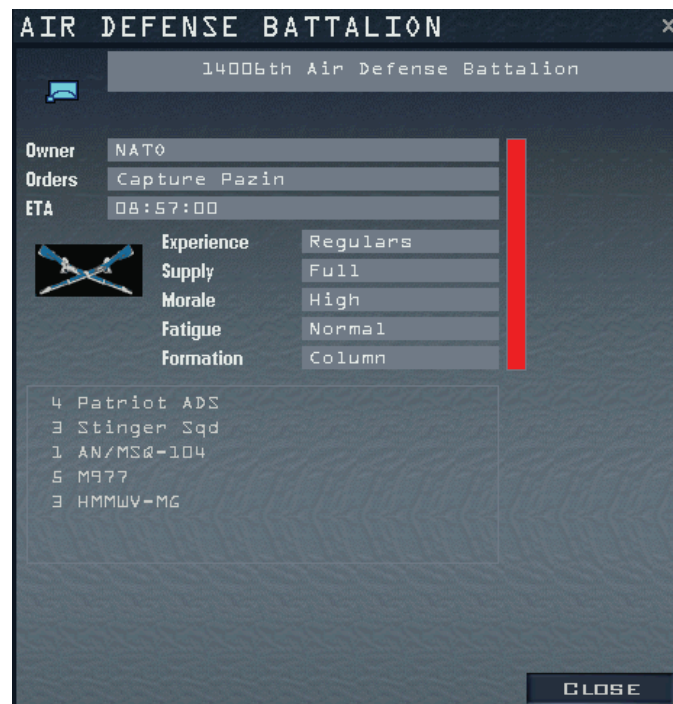 AIR DEFENSE BATTALION ×
14006th Air Defense Battalion
Owner NATO
Orders Capture Pazin
ETA 08:57:00
Experience Regulars
Supply Full
Morale High
Fatigue Normal
Formation Column
4 Patriot ADS
3 Stinger Sqd
1 AN/MSQ-104
5 M977
3 HMMWV-MG
CLOSE